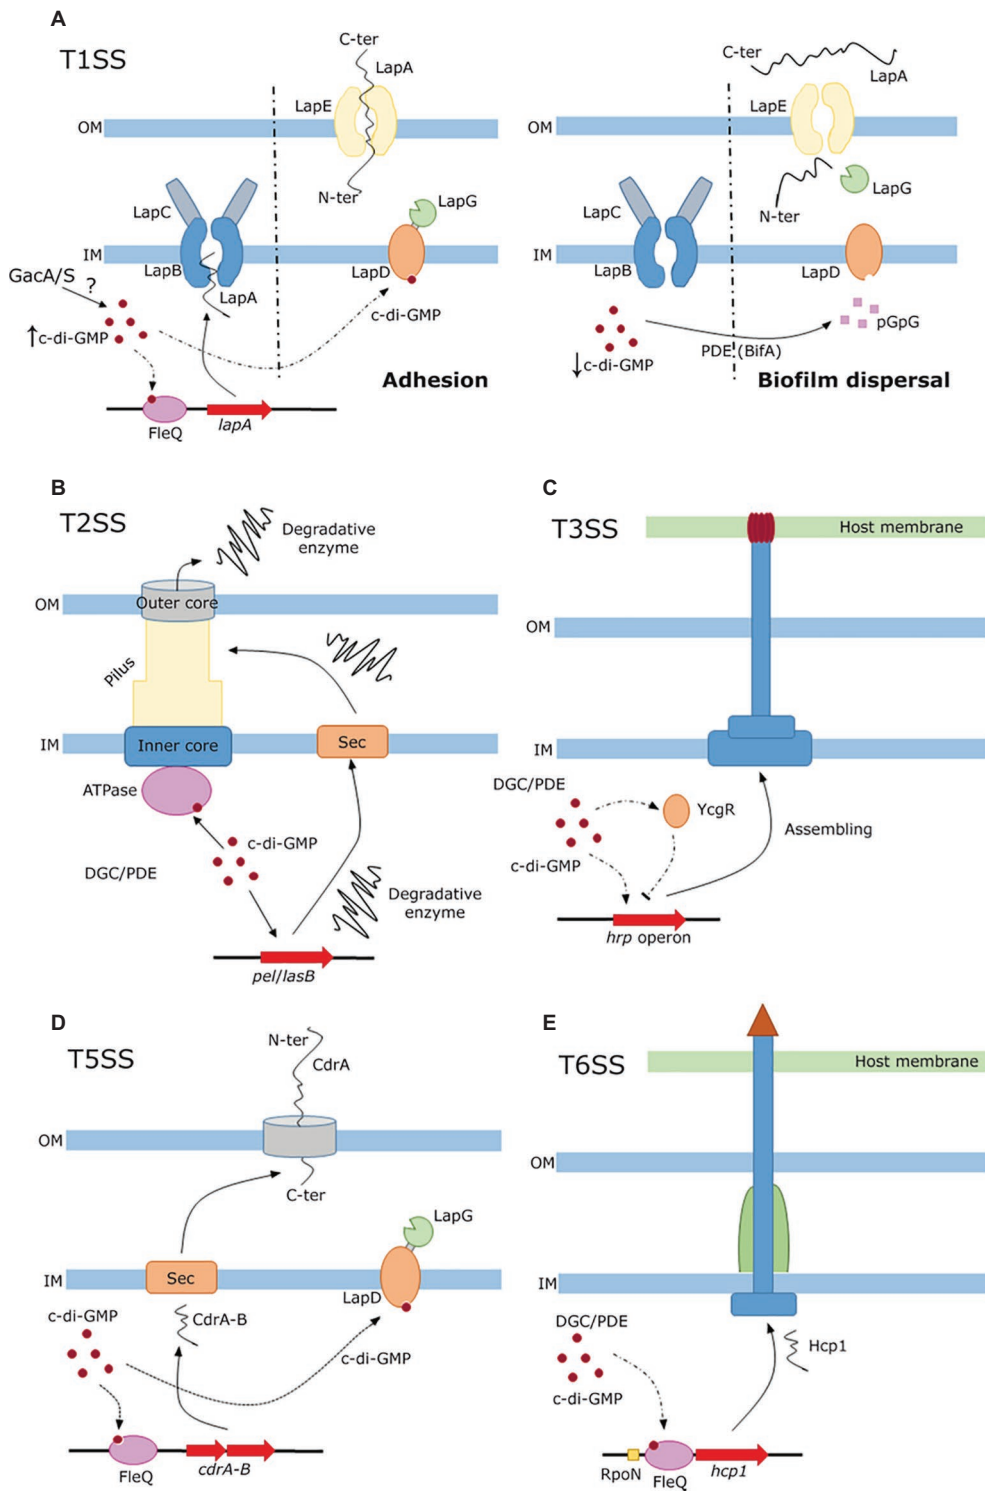 A
T1SS
C-ter
LapA
LapE
OM
N-ter
LapG
LapC
IM
LapB
LapA
LapD
GacA/S
?
c-di-GMP
c-di-GMP
Adhesion
FleQ
lapA
C-ter
LapA
LapE
OM
LapG
N-ter
LapC
IM
LapB
LapD
pGpG
PDE (BifA)
c-di-GMP
Biofilm dispersal
B
T2SS
Degradative
enzyme
OM
Outer core
Pilus
IM
Inner core
Sec
ATPase
c-di-GMP
DGC/PDE
Degradative
enzyme
pel/lasB
C
T3SS
Host membrane
OM
IM
DGC/PDE
YcgR
Assembling
c-di-GMP
hrp operon
D
T5SS
N-ter
CdrA
OM
C-ter
LapG
IM
Sec
LapD
c-di-GMP
CdrA-B
c-di-GMP
FleQ
cdrA-B
E
T6SS
Host membrane
OM
IM
DGC/PDE
Hcp1
c-di-GMP
RpoN
FleQ
hcp1